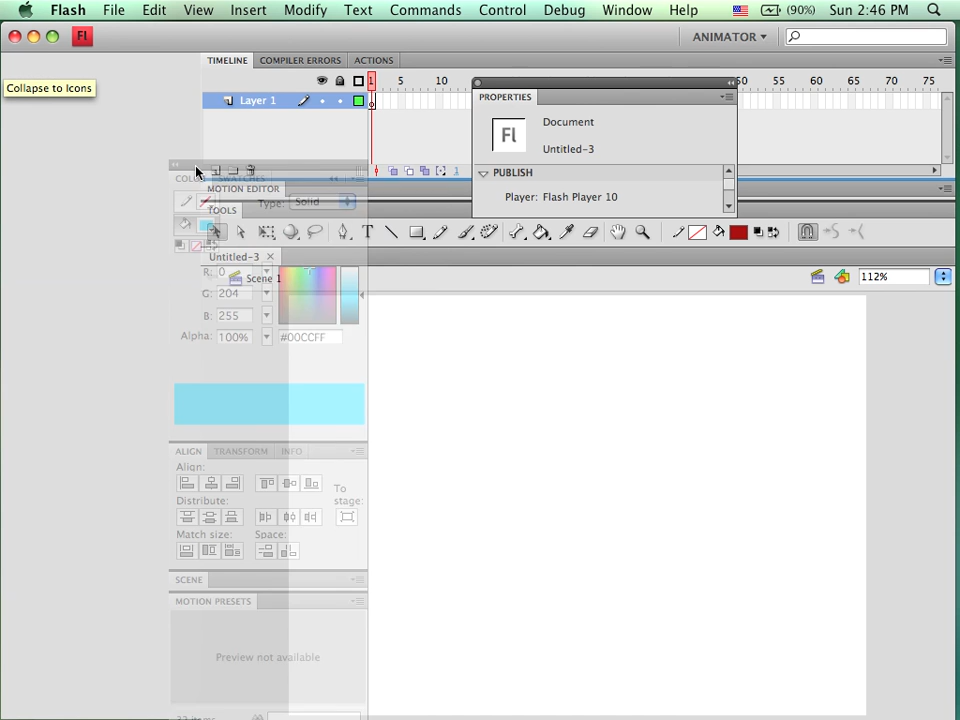 Flash File Edit View Insert Modify Text Commands Control Debug Window Help (90%) Sun 2:46 PM
Fl ANIMATOR
TIMELINE COMPILER ERRORS ACTIONS
Collapse to Icons
1 5 10 50 55 60 65 70 75
Layer 1
PROPERTIES
Fl Document
Untitled-3
PUBLISH
Player: Flash Player 10
1
COLO SWATCHES
MOTION EDITOR
Type: Solid
TOOLS
T
Untitled-3
Scene 1
112%
R: 0
G: 204
B: 255
Alpha: 100% #00CCFF
ALIGN TRANSFORM INFO
Align:
To
stage:
Distribute:
Match size: Space:
SCENE
MOTION PRESETS
Preview not available